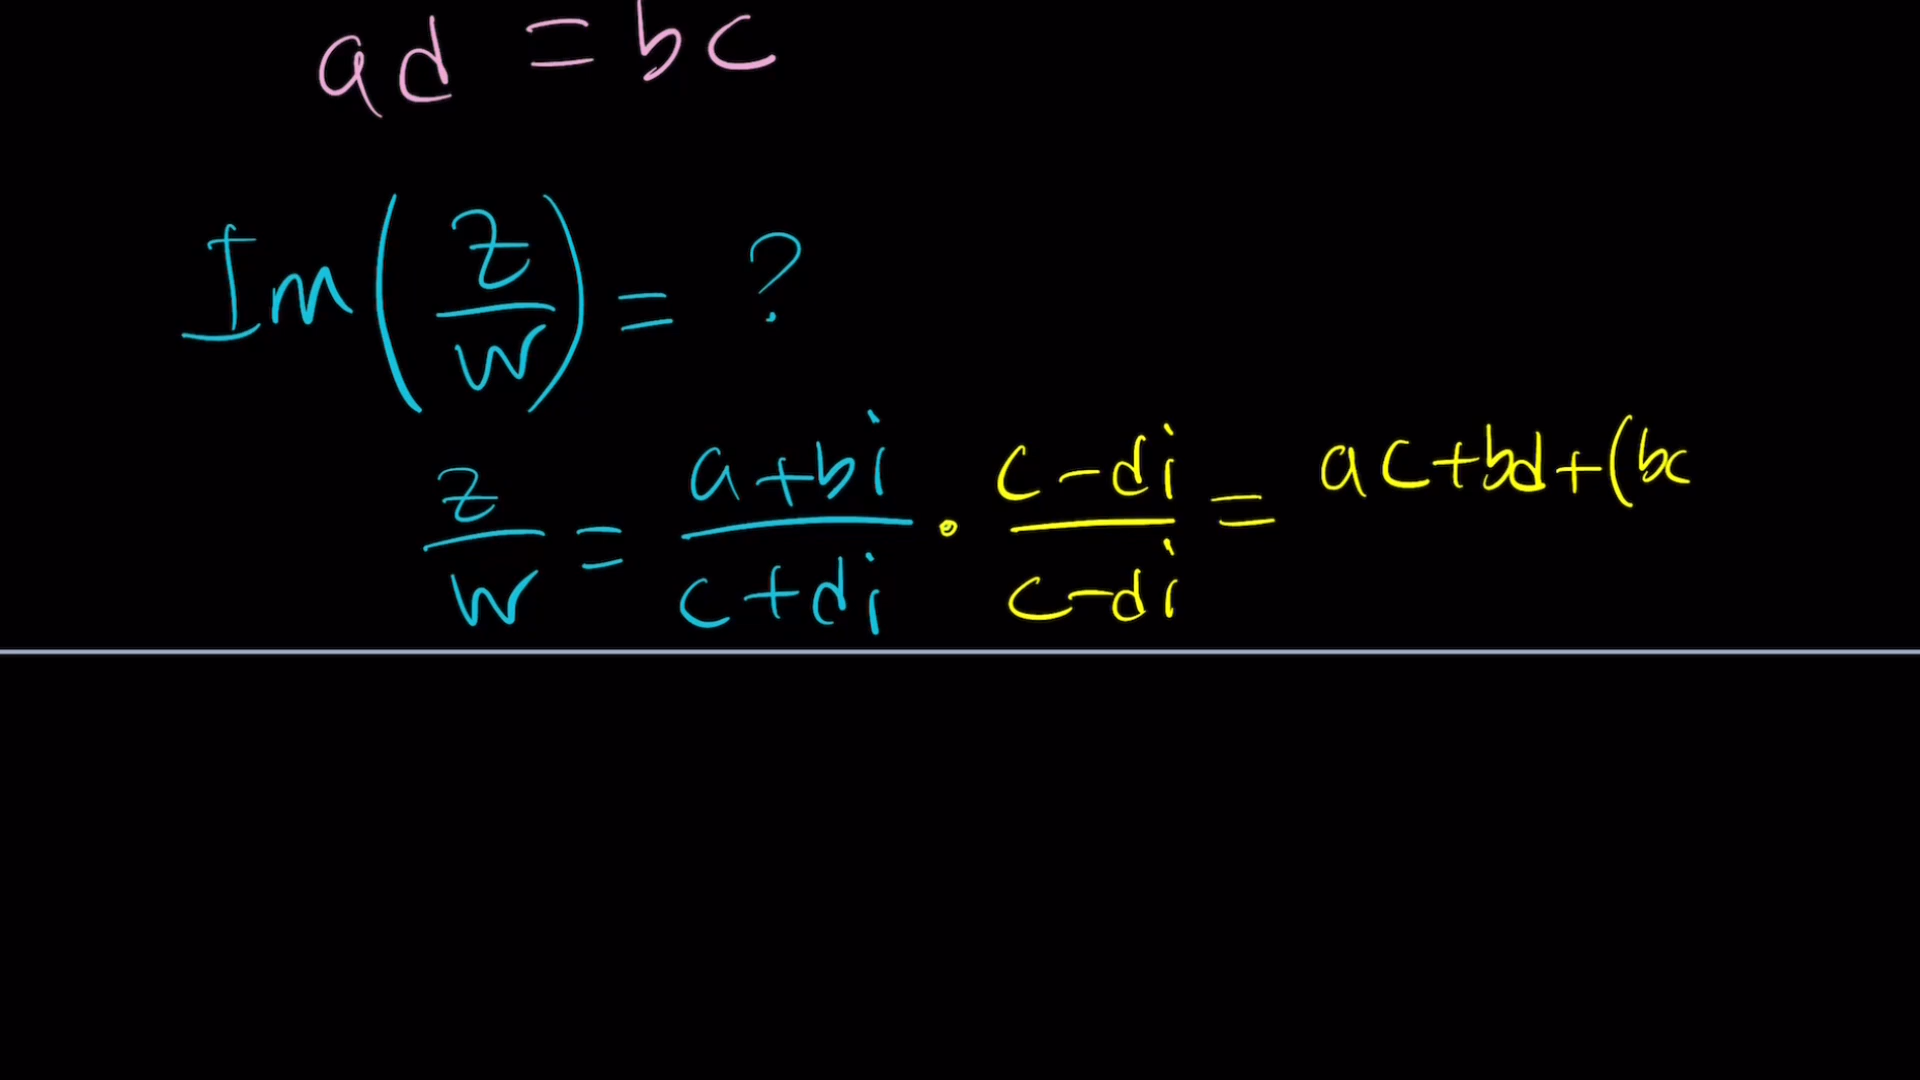 ad = bc
Im(z/w) = ?
z/w = a+bi/c+di · c-di/c-di = ac+bd+(bc